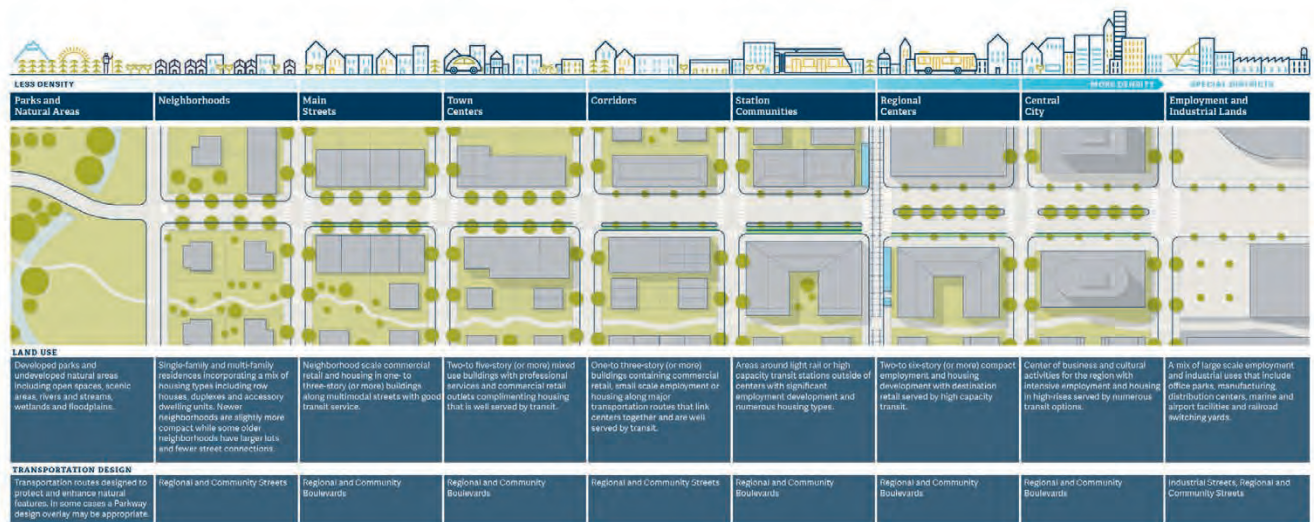 LESS DENSITY
MORE DENSITY
SPECIAL DISTRICTS
Parks and
Natural Areas
Neighborhoods
Main
Streets
Town
Centers
Corridors
Station
Communities
Regional
Centers
Central
City
Employment and
Industrial Lands
LAND USE
Developed parks and
undeveloped natural areas
including open spaces, scenic
areas, rivers and streams,
wetlands and floodplains.
Single-family and multi-family
residences incorporating a mix of
housing types including row
houses, duplexes and accessory
dwelling units. Newer
neighborhoods are slightly more
compact while some older
neighborhoods have larger lots
and fewer street connections.
Neighborhood scale commercial
retail and housing in one- to
three-story (or more) buildings
along multimodal streets with good
transit service.
Two-to five-story (or more) mixed
use buildings with professional
services and commercial retail
outlets complimenting housing
that is well served by transit.
One-to three-story (or more)
buildings containing commercial
retail, small scale employment or
housing along major
transportation routes that link
centers together and are well
served by transit.
Areas around light rail or high
capacity transit stations outside of
centers with significant
employment development and
numerous housing types.
Two-to six-story (or more) compact
employment and housing
development with destination
retail served by high capacity
transit.
Center of business and cultural
activities for the region with
intensive employment and housing
in high-rises served by numerous
transit options.
A mix of large scale employment
and industrial uses that include
office parks, manufacturing,
distribution centers, marine and
airport facilities and railroad
switching yards.
TRANSPORTATION DESIGN
Transportation routes designed to
protect and enhance natural
features. In some cases a Parkway
design overlay may be appropriate.
Regional and Community Streets
Regional and Community
Boulevards
Regional and Community
Boulevards
Regional and Community Streets
Regional and Community
Boulevards
Regional and Community
Boulevards
Regional and Community
Boulevards
Industrial Streets, Regional and
Community Streets